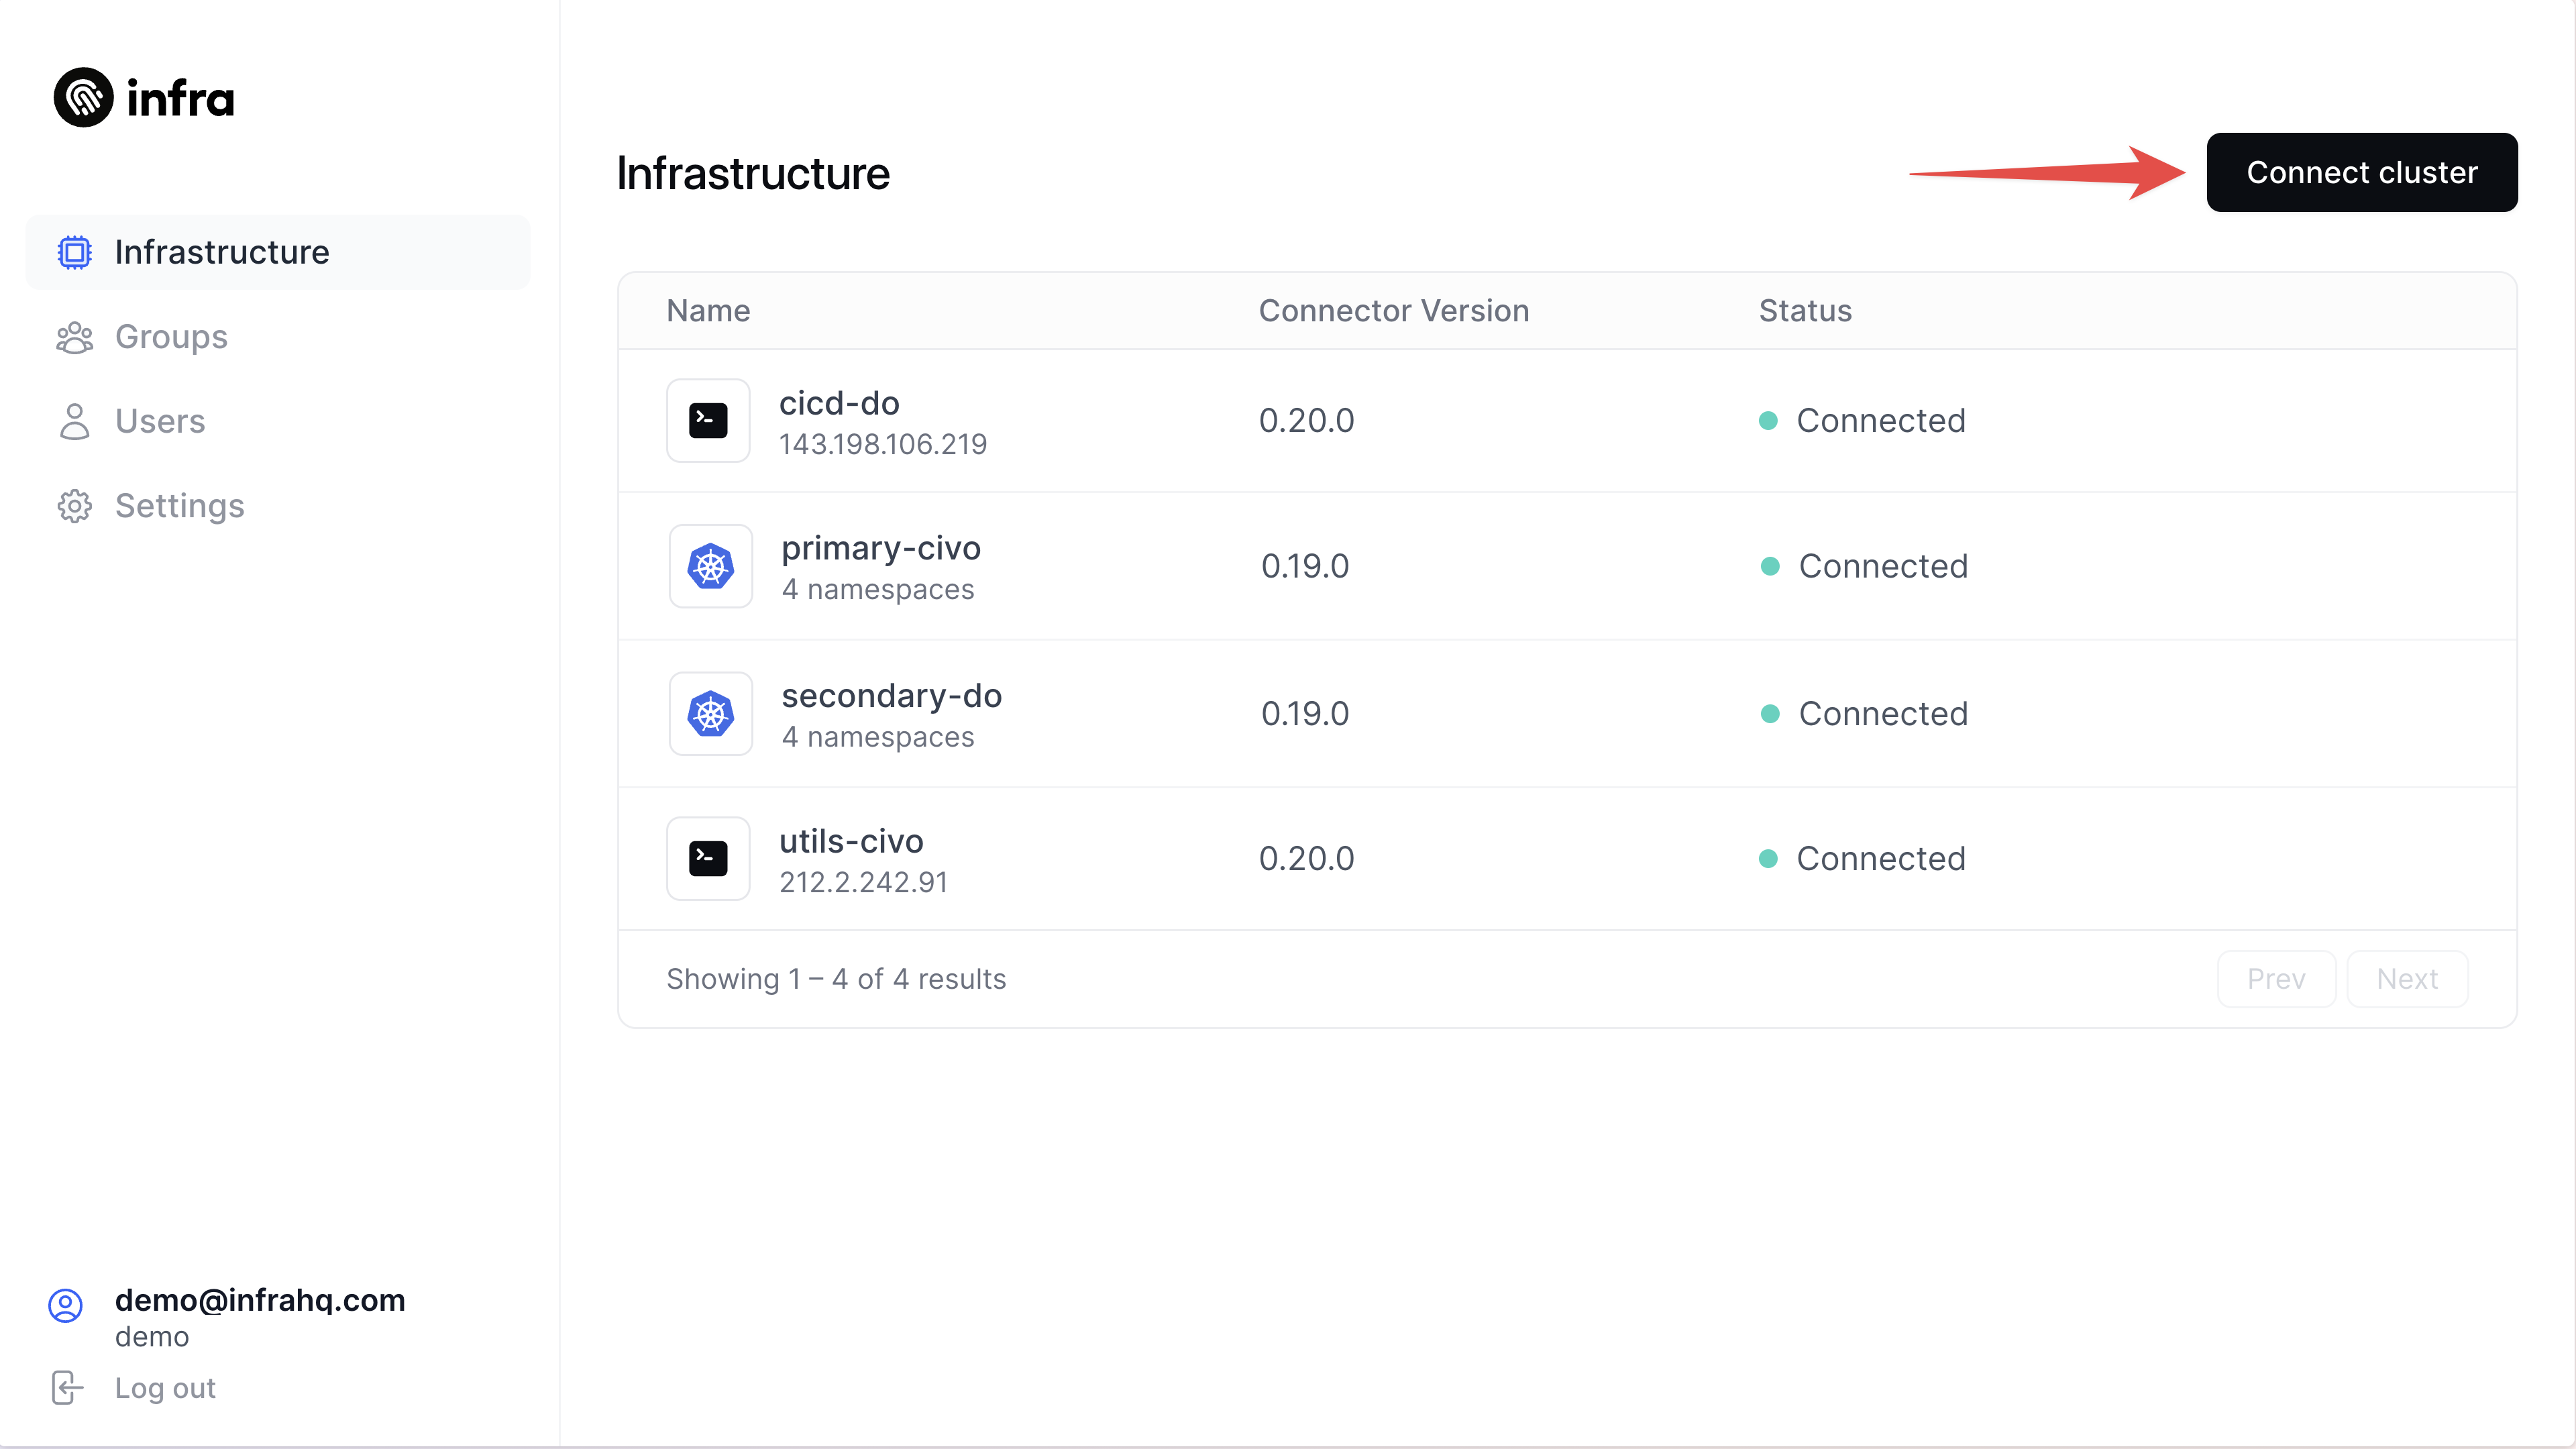 infra
Infrastructure
Groups
Users
Settings
demo@infrahq.com
demo
Log out
Infrastructure
Connect cluster
Name Connector Version Status
cicd-do
143.198.106.219
0.20.0 Connected
primary-civo
4 namespaces
0.19.0 Connected
secondary-do
4 namespaces
0.19.0 Connected
utils-civo
212.2.242.91
0.20.0 Connected
Showing 1 – 4 of 4 results
Prev Next